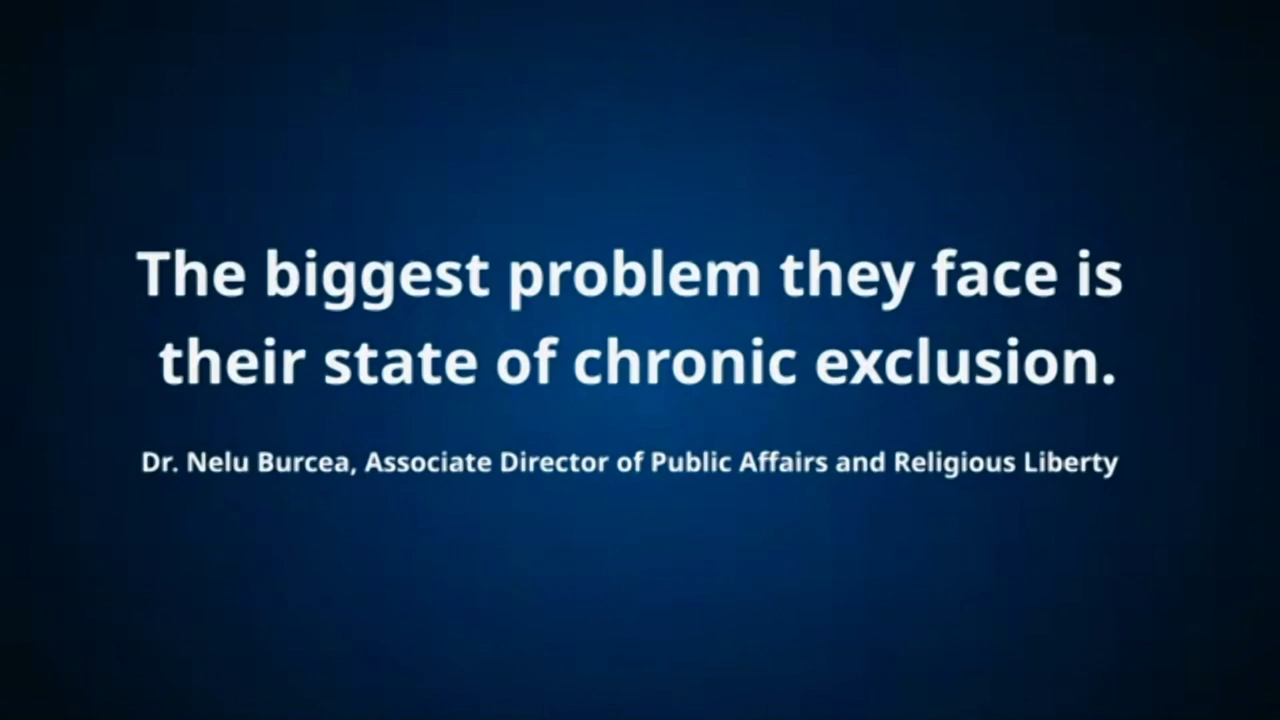 The biggest problem they face is
their state of chronic exclusion.
Dr. Nelu Burcea, Associate Director of Public Affairs and Religious Liberty